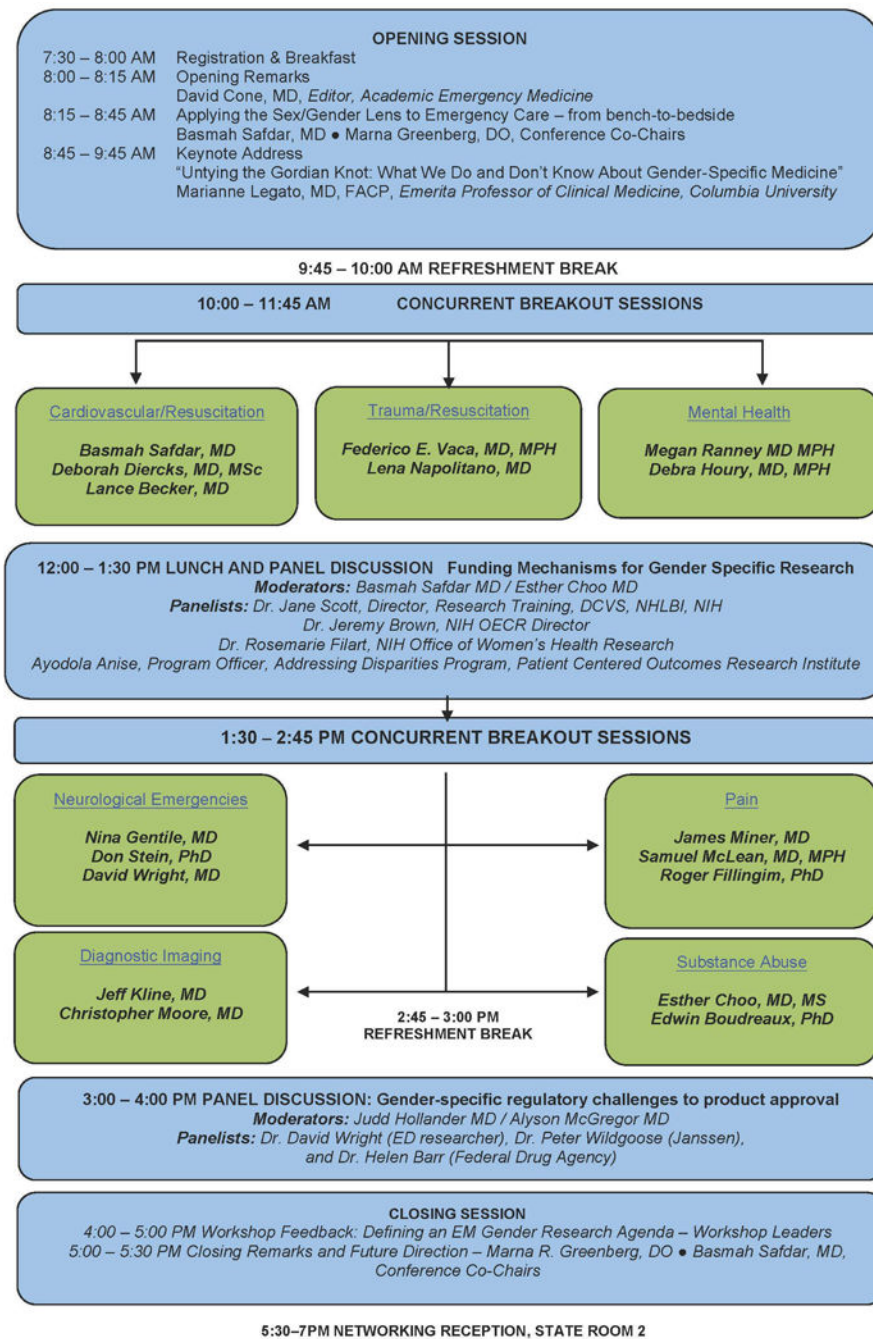 OPENING SESSION
7:30 – 8:00 AM Registration & Breakfast
8:00 – 8:15 AM Opening Remarks
David Cone, MD, Editor, Academic Emergency Medicine
8:15 – 8:45 AM Applying the Sex/Gender Lens to Emergency Care – from bench-to-bedside
Basmah Safdar, MD ● Marna Greenberg, DO, Conference Co-Chairs
8:45 – 9:45 AM Keynote Address
“Untying the Gordian Knot: What We Do and Don’t Know About Gender-Specific Medicine”
Marianne Legato, MD, FACP, Emerita Professor of Clinical Medicine, Columbia University
9:45 – 10:00 AM REFRESHMENT BREAK
10:00 – 11:45 AM CONCURRENT BREAKOUT SESSIONS
Cardiovascular/Resuscitation
Basmah Safdar, MD
Deborah Diercks, MD, MSc
Lance Becker, MD
Trauma/Resuscitation
Federico E. Vaca, MD, MPH
Lena Napolitano, MD
Mental Health
Megan Ranney MD MPH
Debra Houry, MD, MPH
12:00 – 1:30 PM LUNCH AND PANEL DISCUSSION Funding Mechanisms for Gender Specific Research
Moderators: Basmah Safdar MD / Esther Choo MD
Panelists: Dr. Jane Scott, Director, Research Training, DCVS, NHLBI, NIH
Dr. Jeremy Brown, NIH OECR Director
Dr. Rosemarie Filart, NIH Office of Women’s Health Research
Ayodola Anise, Program Officer, Addressing Disparities Program, Patient Centered Outcomes Research Institute
1:30 – 2:45 PM CONCURRENT BREAKOUT SESSIONS
Neurological Emergencies
Nina Gentile, MD
Don Stein, PhD
David Wright, MD
Pain
James Miner, MD
Samuel McLean, MD, MPH
Roger Fillingim, PhD
Diagnostic Imaging
Jeff Kline, MD
Christopher Moore, MD
Substance Abuse
Esther Choo, MD, MS
Edwin Boudreaux, PhD
2:45 – 3:00 PM
REFRESHMENT BREAK
3:00 – 4:00 PM PANEL DISCUSSION: Gender-specific regulatory challenges to product approval
Moderators: Judd Hollander MD / Alyson McGregor MD
Panelists: Dr. David Wright (ED researcher), Dr. Peter Wildgoose (Janssen),
and Dr. Helen Barr (Federal Drug Agency)
CLOSING SESSION
4:00 – 5:00 PM Workshop Feedback: Defining an EM Gender Research Agenda – Workshop Leaders
5:00 – 5:30 PM Closing Remarks and Future Direction – Marna R. Greenberg, DO ● Basmah Safdar, MD,
Conference Co-Chairs
5:30–7PM NETWORKING RECEPTION, STATE ROOM 2